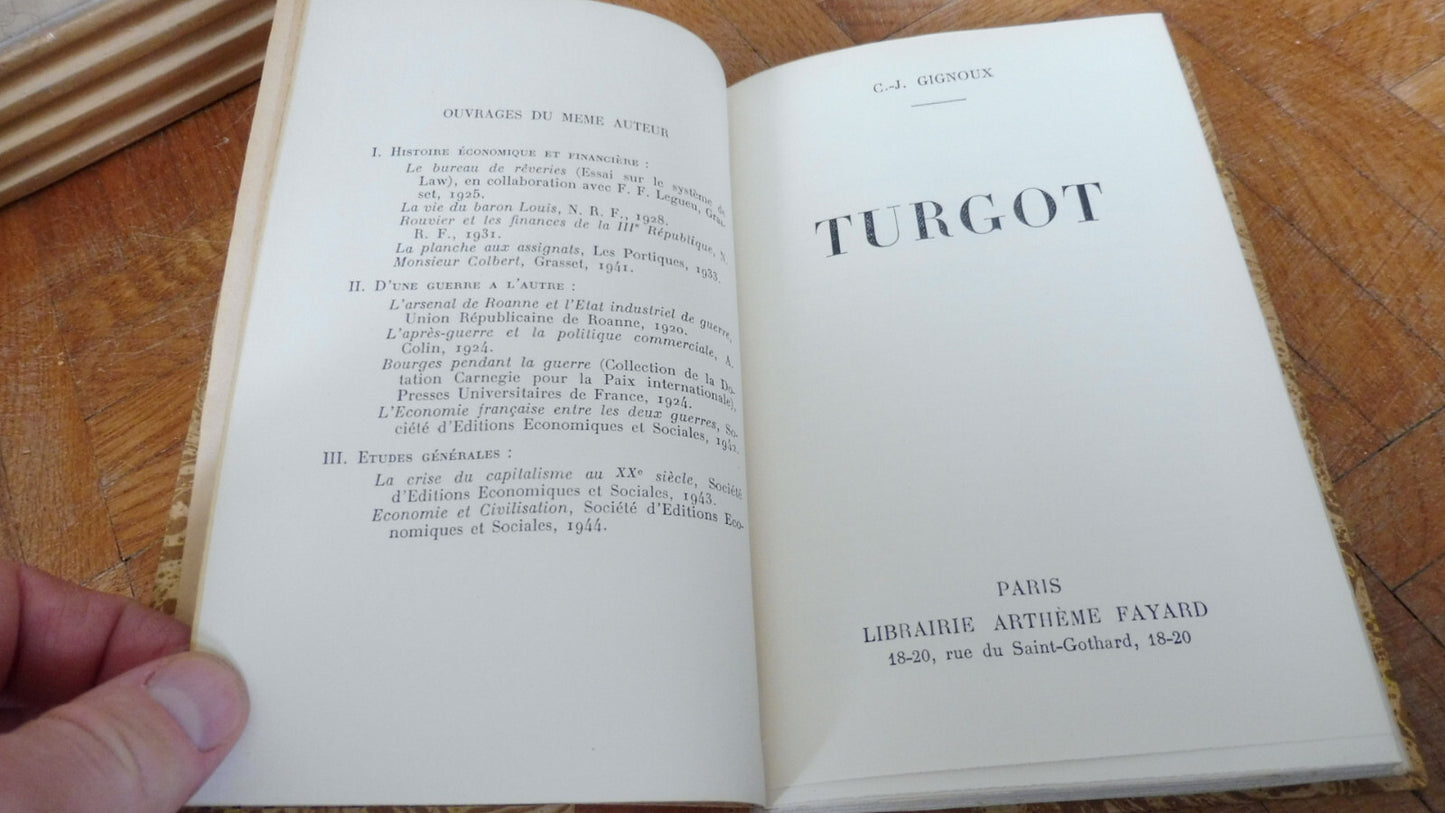 OUVRAGES DU MEME AUTEUR
I. HISTOIRE ÉCONOMIQUE ET FINANCIÈRE :
Le bureau de rêveries (Essai sur le système de
Law), en collaboration avec F. F. Legueu, Gras-
set, 1925.
La vie du baron Louis, N. R. F., 1928.
Rouvier et les finances de la IIIe République, N.
R. F., 1931.
La planche aux assignats, Les Portiques, 1933.
Monsieur Colbert, Grasset, 1941.
II. D'UNE GUERRE A L'AUTRE :
L'arsenal de Roanne et l'Etat industriel de guerre,
Union Républicaine de Roanne, 1920.
L'après-guerre et la politique commerciale, A.
Colin, 1924.
Bourges pendant la guerre (Collection de la Do-
tation Carnegie pour la Paix internationale),
Presses Universitaires de France, 1924.
L'Economie française entre les deux guerres, So-
ciété d'Editions Economiques et Sociales, 1942.
III. ETUDES GÉNÉRALES :
La crise du capitalisme au XXe siècle, Société
d'Editions Economiques et Sociales, 1943.
Economie et Civilisation, Société d'Editions Eco-
nomiques et Sociales, 1944.
C.-J. GIGNOUX
TURGOT
PARIS
LIBRAIRIE ARTHÈME FAYARD
18-20, rue du Saint-Gothard, 18-20